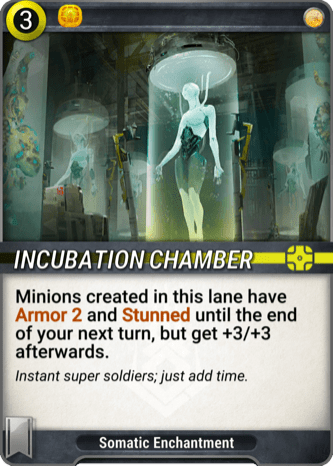 3
INCUBATION CHAMBER
Minions created in this lane have
Armor 2 and Stunned until the end
of your next turn, but get +3/+3
afterwards.
Instant super soldiers; just add time.
Somatic Enchantment